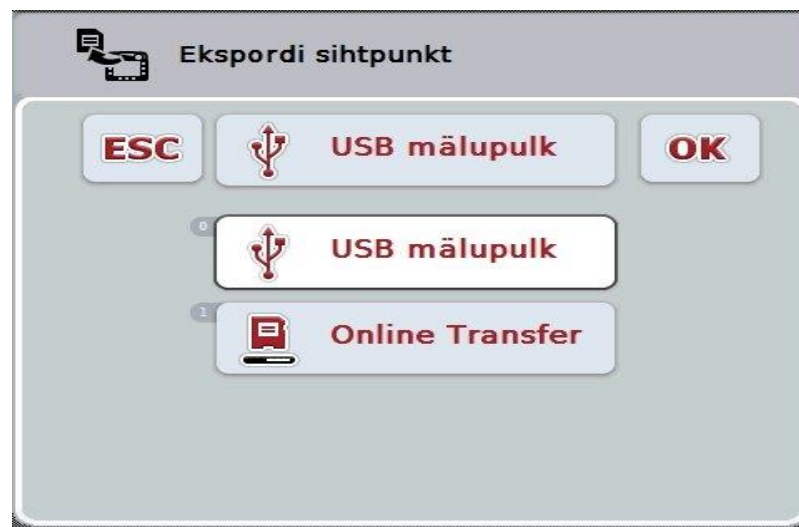 Ekspordi sihtpunkt
ESC USB mälupulk OK
0
USB mälupulk
1
Online Transfer